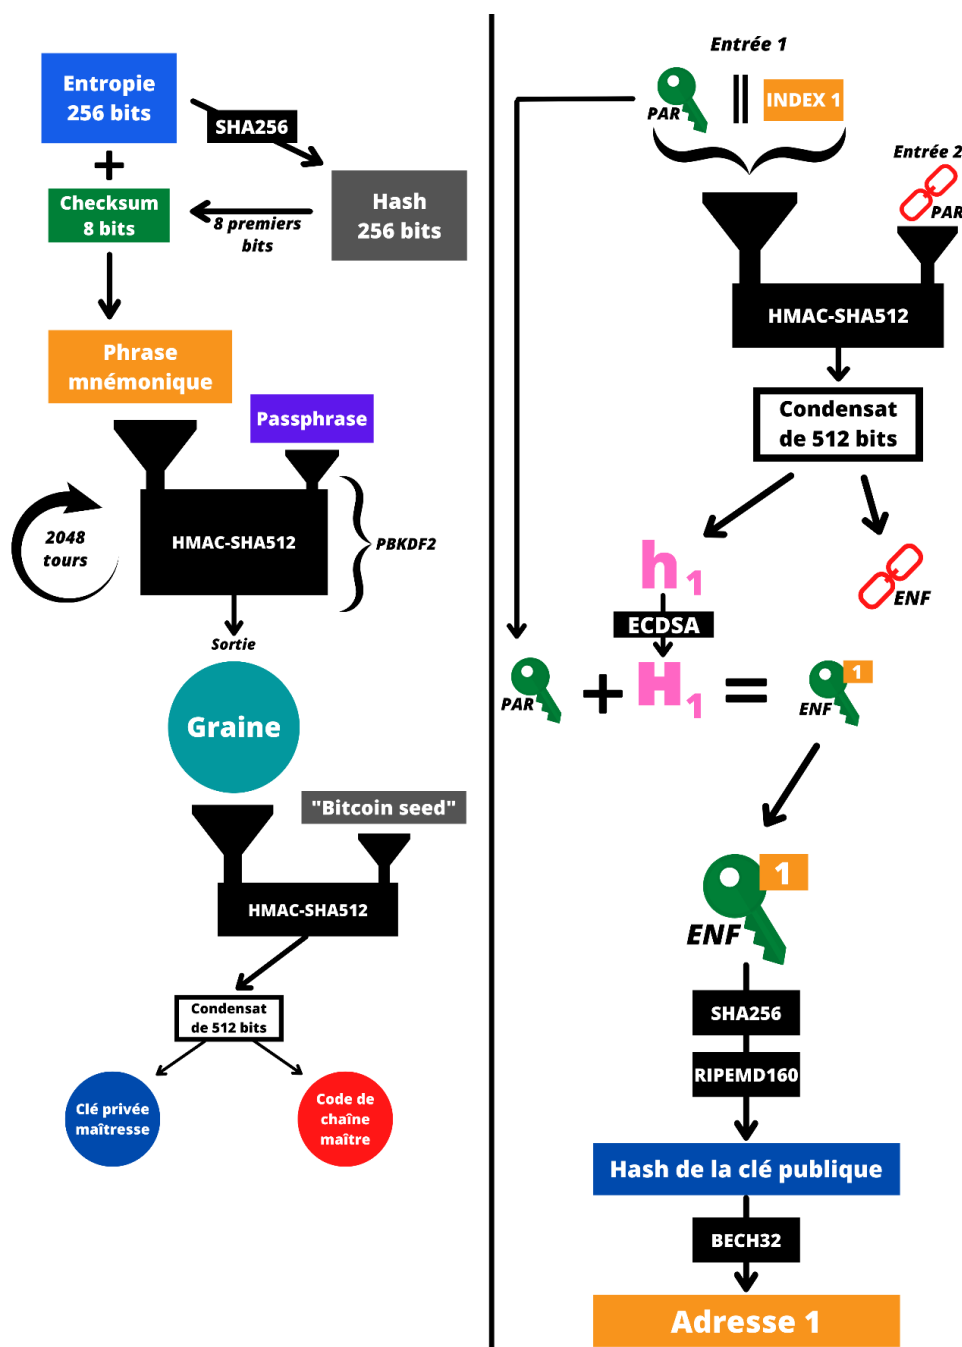 Entropie
256 bits
SHA256
+
Checksum
8 bits
8 premiers
bits
Hash
256 bits
Phrase
mnémonique
Passphrase
2048
tours
HMAC-SHA512
PBKDF2
Sortie
Graine
"Bitcoin seed"
HMAC-SHA512
Condensat
de 512 bits
Clé privée
maîtresse
Code de
chaîne
maître
Entrée 1
PAR
||
INDEX 1
Entrée 2
PAR
HMAC-SHA512
Condensat
de 512 bits
h1
ENF
ECDSA
PAR
+
H1
=
ENF
1
ENF
1
SHA256
RIPEMD160
Hash de la clé publique
BECH32
Adresse 1